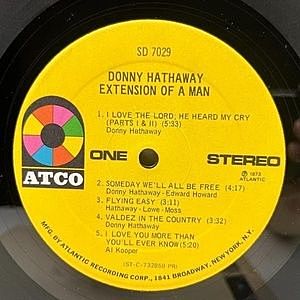 SD 7029
DONNY HATHAWAY
EXTENSION OF A MAN
1. I LOVE THE LORD; HE HEARD MY CRY
(PARTS I & II) (5:33)
Donny Hathaway
ATCO
ONE
STEREO
℗ 1973
ATLANTIC
2. SOMEDAY WE'LL ALL BE FREE (4:17)
Donny Hathaway-Edward Howard
3. FLYING EASY (3:11)
Hathaway-Lowe-Moss
4. VALDEZ IN THE COUNTRY (3:32)
Donny Hathaway
5. I LOVE YOU MORE THAN
YOU'LL EVER KNOW (5:20)
Al Kooper
(ST-C-732850 PR)
MFG. BY ATLANTIC RECORDING CORP., 1841 BROADWAY, NEW YORK, N.Y.